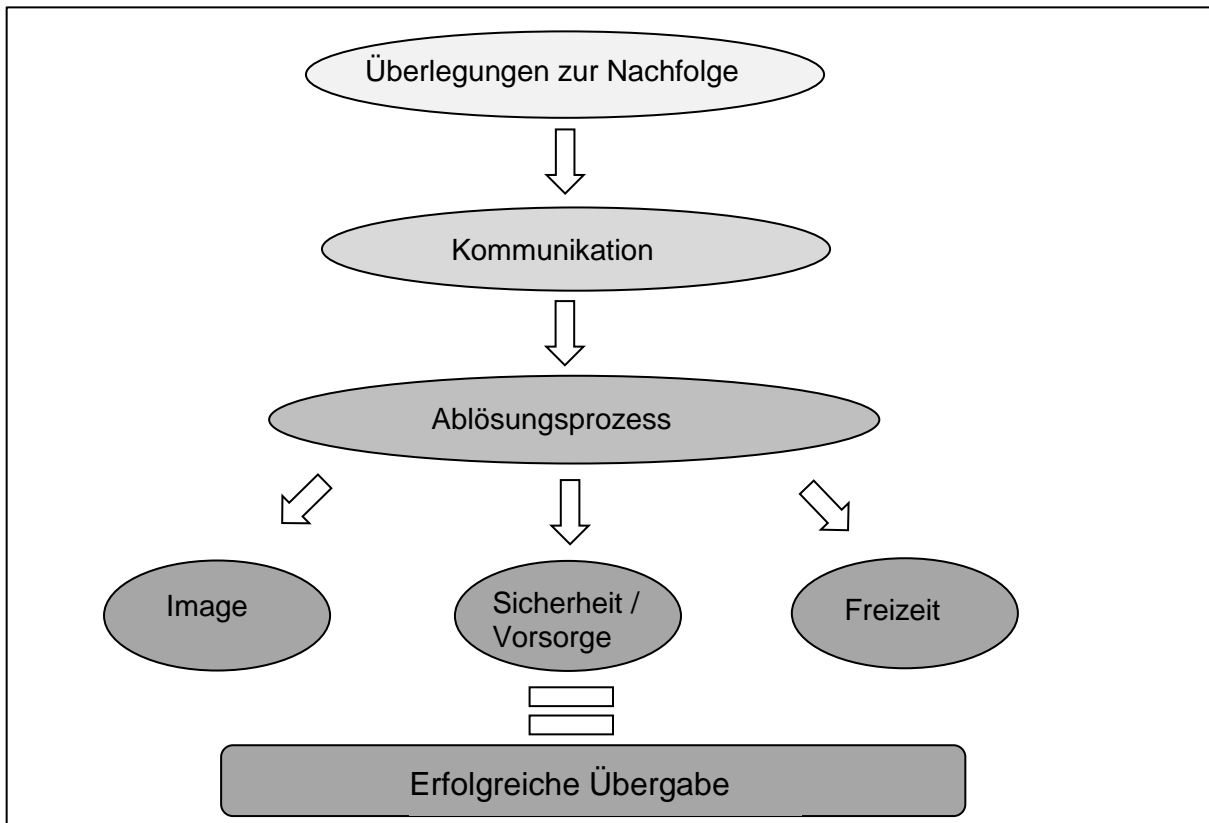 Überlegungen zur Nachfolge
Kommunikation
Ablösungsprozess
Image
Sicherheit /
Vorsorge
Freizeit
Erfolgreiche Übergabe